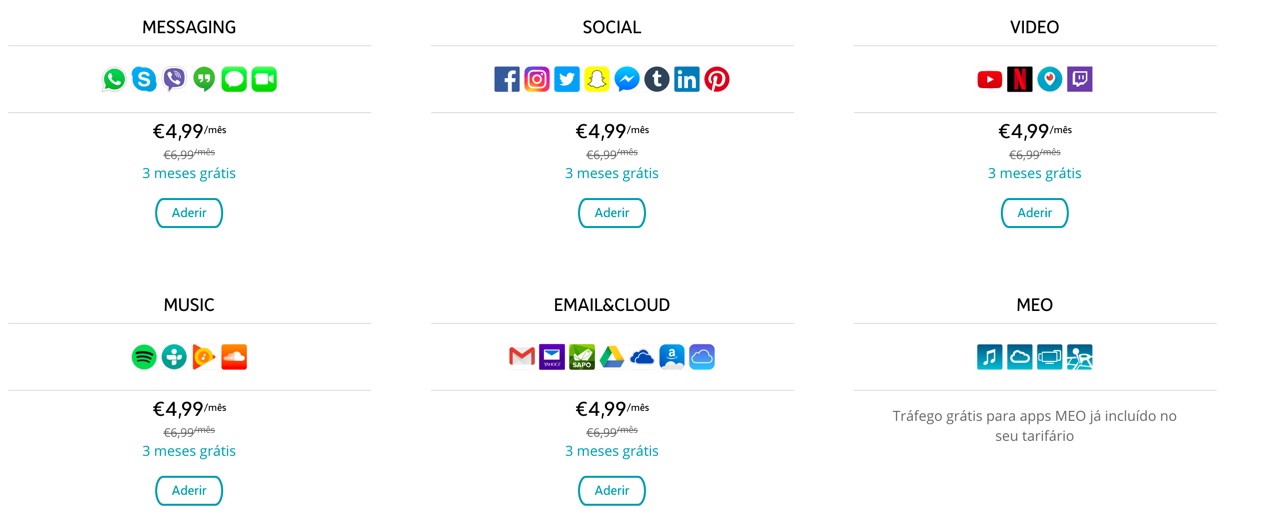 MESSAGING
€4,99/mês
€6,99/mês
3 meses grátis
Aderir
SOCIAL
€4,99/mês
€6,99/mês
3 meses grátis
Aderir
VIDEO
€4,99/mês
€6,99/mês
3 meses grátis
Aderir
MUSIC
€4,99/mês
€6,99/mês
3 meses grátis
Aderir
EMAIL&CLOUD
YAHOO!
SAPO
€4,99/mês
€6,99/mês
3 meses grátis
Aderir
MEO
Tráfego grátis para apps MEO já incluído no
seu tarifário